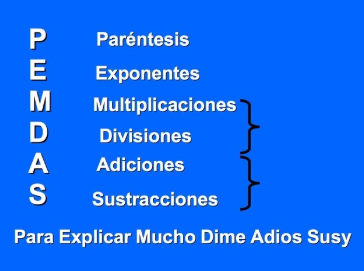 P Paréntesis
E Exponentes
M Multiplicaciones
D Divisiones
A Adiciones
S Sustracciones
Para Explicar Mucho Dime Adios Susy